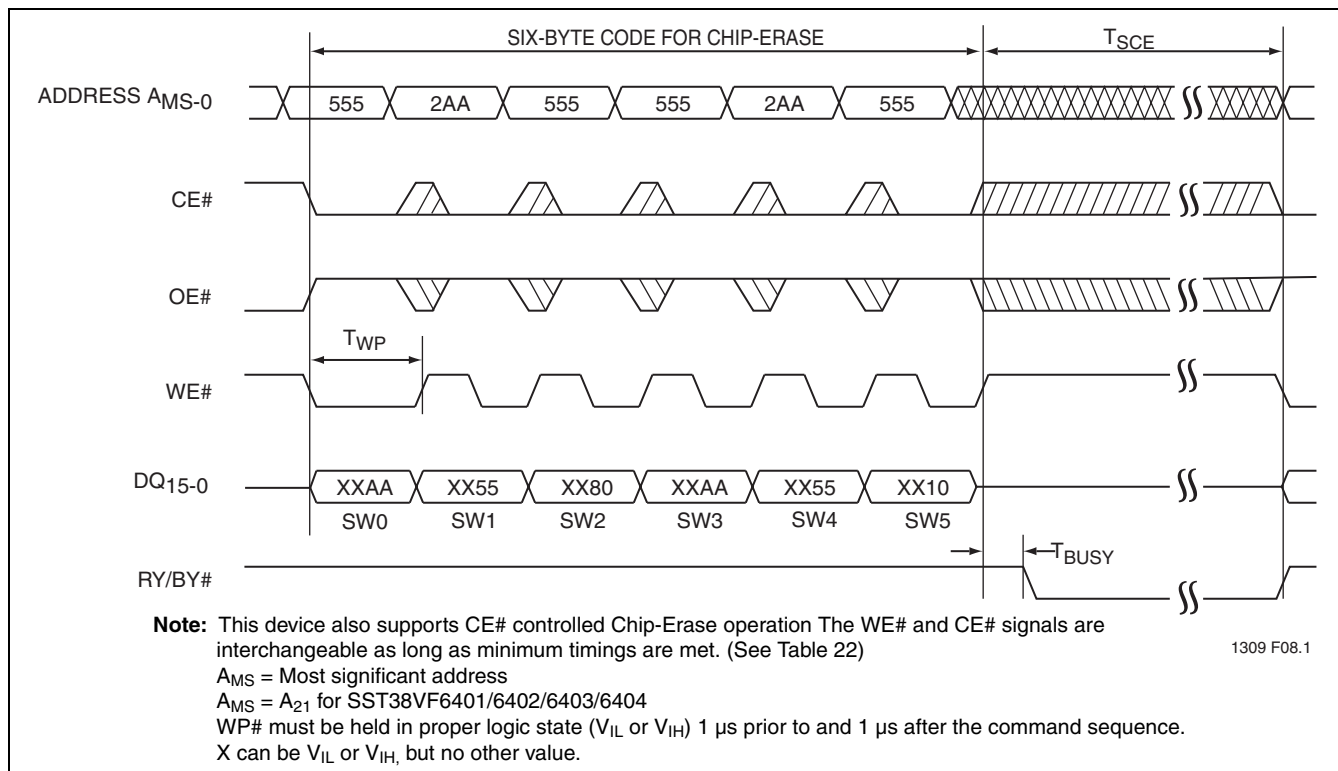 SIX-BYTE CODE FOR CHIP-ERASE
TSCE
ADDRESS AMS-0
555 2AA 555 555 2AA 555
CE#
OE#
TWP
WE#
DQ15-0
XXAA XX55 XX80 XXAA XX55 XX10
SW0 SW1 SW2 SW3 SW4 SW5
TBUSY
RY/BY#
Note: This device also supports CE# controlled Chip-Erase operation The WE# and CE# signals are
interchangeable as long as minimum timings are met. (See Table 22)
1309 F08.1
AMS = Most significant address
AMS = A21 for SST38VF6401/6402/6403/6404
WP# must be held in proper logic state (VIL or VIH) 1 µs prior to and 1 µs after the command sequence.
X can be VIL or VIH, but no other value.